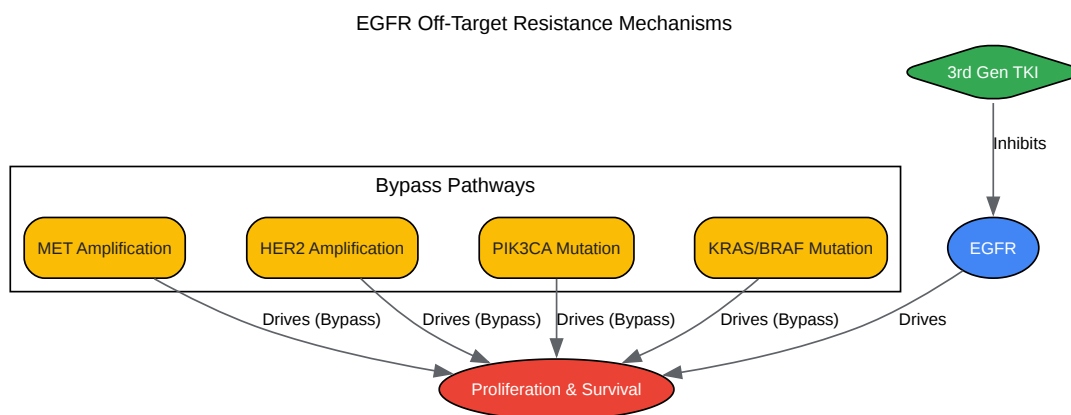 EGFR Off-Target Resistance Mechanisms
3rd Gen TKI
Inhibits
Bypass Pathways
MET Amplification
HER2 Amplification
PIK3CA Mutation
KRAS/BRAF Mutation
EGFR
Drives (Bypass)
Drives (Bypass)
Drives (Bypass)
Drives (Bypass)
Drives
Proliferation & Survival